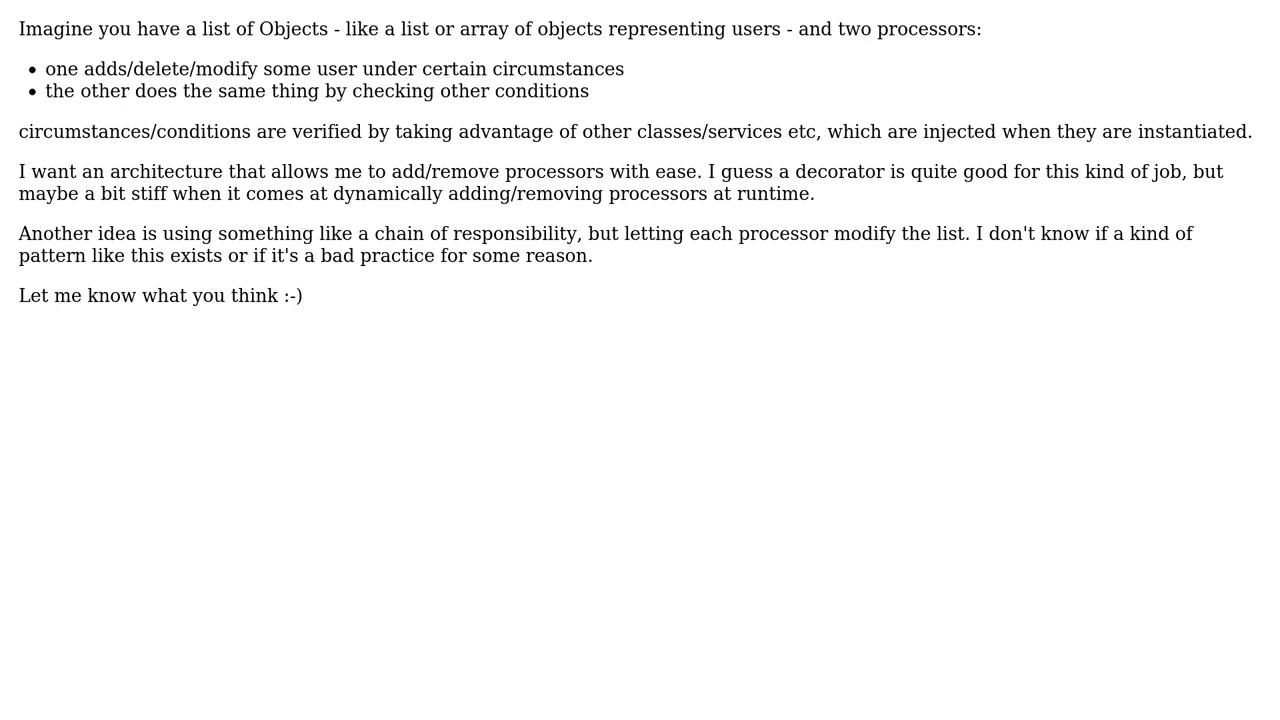 Imagine you have a list of Objects - like a list or array of objects representing users - and two processors:
• one adds/delete/modify some user under certain circumstances
• the other does the same thing by checking other conditions
circumstances/conditions are verified by taking advantage of other classes/services etc, which are injected when they are instantiated.
I want an architecture that allows me to add/remove processors with ease. I guess a decorator is quite good for this kind of job, but
maybe a bit stiff when it comes at dynamically adding/removing processors at runtime.
Another idea is using something like a chain of responsibility, but letting each processor modify the list. I don't know if a kind of
pattern like this exists or if it's a bad practice for some reason.
Let me know what you think :-)